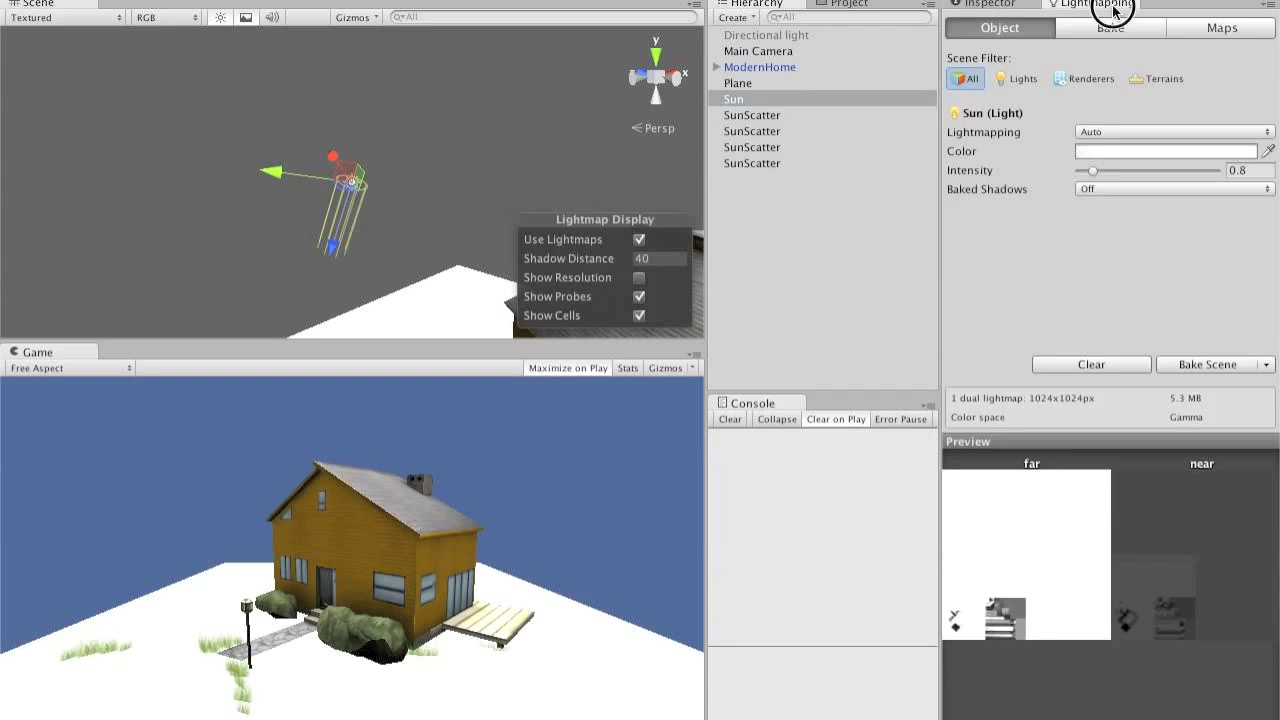 Scene
Textured
RGB
Gizmos
All
y
x
Persp
Lightmap Display
Use Lightmaps
Shadow Distance 40
Show Resolution
Show Probes
Show Cells
Game
Free Aspect
Maximize on Play
Stats
Gizmos
Hierarchy
Project
Create
All
Directional light
Main Camera
ModernHome
Plane
Sun
SunScatter
SunScatter
SunScatter
SunScatter
Console
Clear
Collapse
Clear on Play
Error Pause
Inspector
Lightmapping
Object
Bake
Maps
Scene Filter:
All
Lights
Renderers
Terrains
Sun (Light)
Lightmapping Auto
Color
Intensity 0.8
Baked Shadows Off
Clear
Bake Scene
1 dual lightmap: 1024x1024px 5.3 MB
Color space Gamma
Preview
far
near